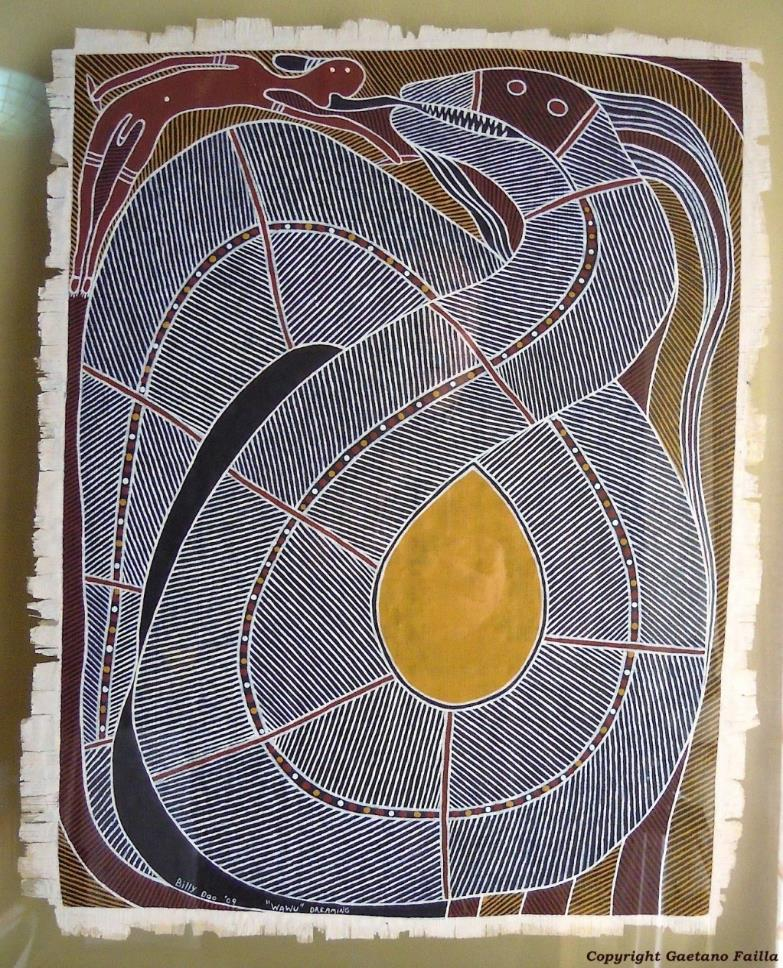 Billy Doo '09 "WAWU" DREAMING
Copyright Gaetano Failla